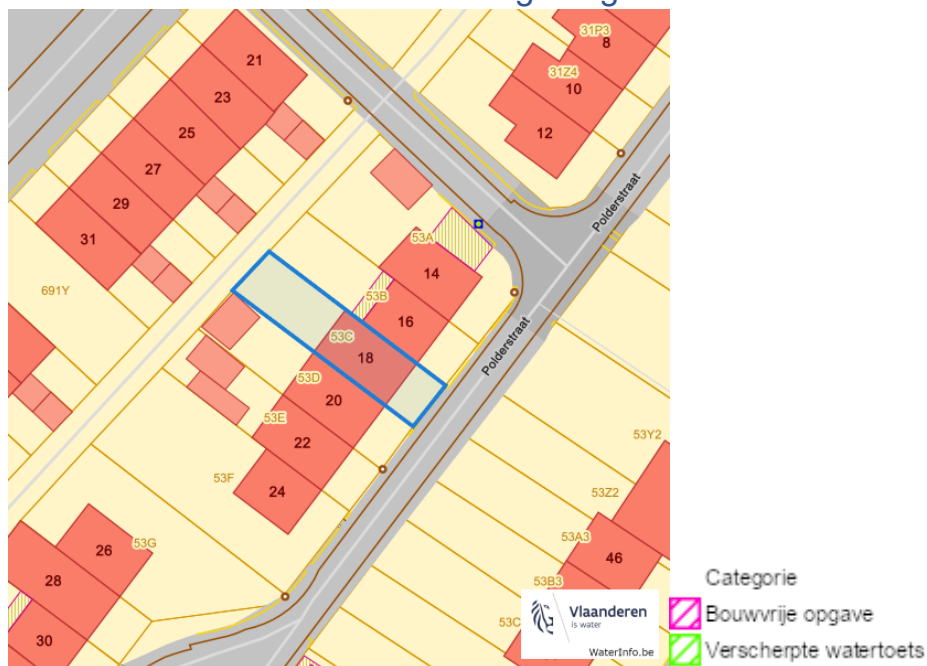 21
31P3
8
23
31Z4
10
25
12
27
29
Polderstraat
31
53A
14
691Y
53B
16
53C
18
Polderstraat
53D
20
53E
22
53Y2
53F
24
53Z2
53A3
46
26
53G
28
53B3
Categorie
30
53C
Vlaanderen
is water
WaterInfo.be
Bouwvrije opgave
Verscherpte watertoets